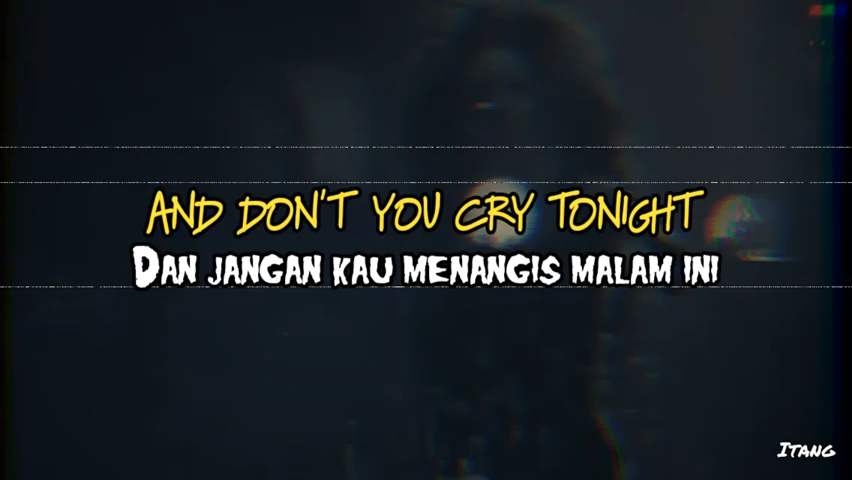 AND DON'T YOU CRY TONIGHT
DAN JANGAN KAU MENANGIS MALAM INI
ITANG